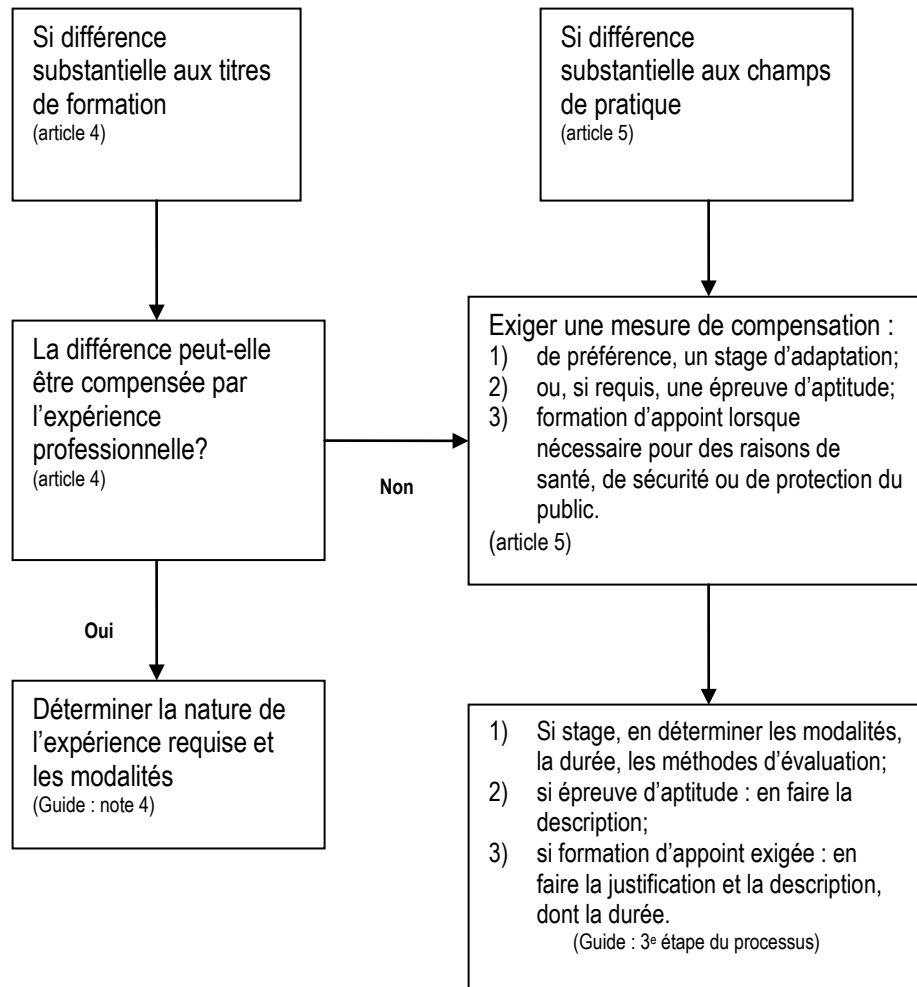 Si différence
substantielle aux titres
de formation
(article 4)
Si différence
substantielle aux champs
de pratique
(article 5)
La différence peut-elle
être compensée par
l’expérience
professionnelle?
(article 4)
Non
Exiger une mesure de compensation :
1) de préférence, un stage d’adaptation;
2) ou, si requis, une épreuve d’aptitude;
3) formation d’appoint lorsque
nécessaire pour des raisons de
santé, de sécurité ou de protection du
public.
(article 5)
Oui
Déterminer la nature de
l’expérience requise et
les modalités
(Guide : note 4)
1) Si stage, en déterminer les modalités,
la durée, les méthodes d’évaluation;
2) si épreuve d’aptitude : en faire la
description;
3) si formation d’appoint exigée : en
faire la justification et la description,
dont la durée.
(Guide : 3e étape du processus)